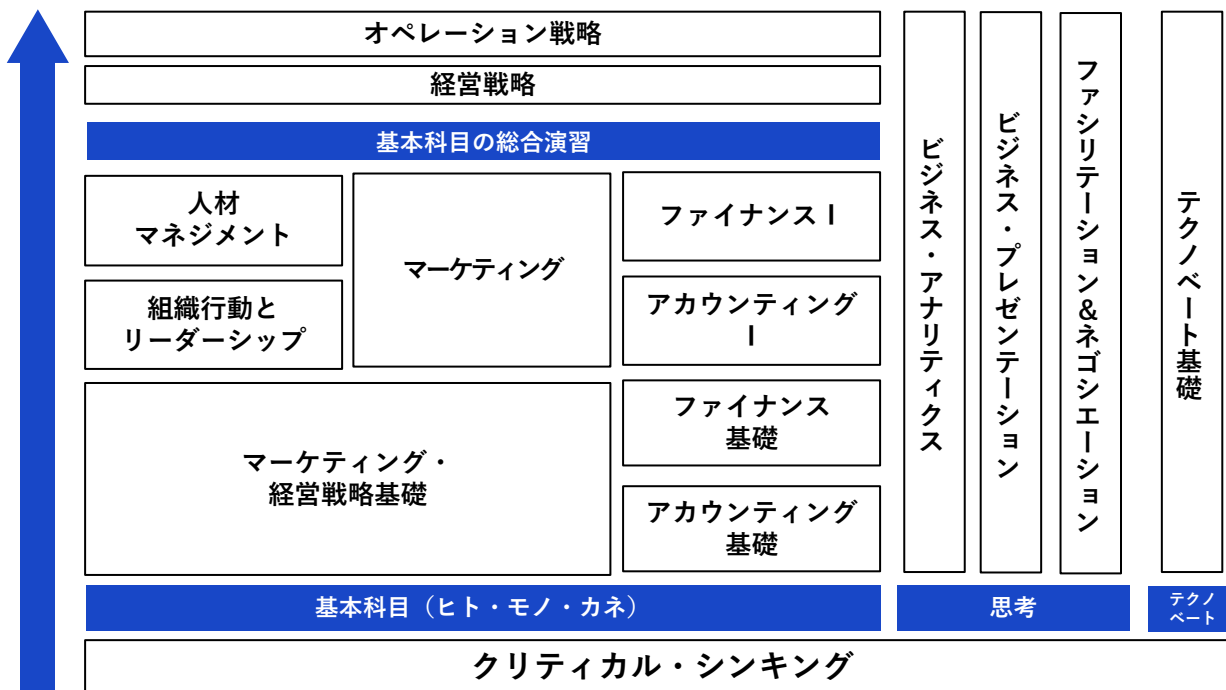 オペレーション戦略
経営戦略
基本科目の総合演習
人材
マネジメント
マーケティング
ファイナンスⅠ
組織行動と
リーダーシップ
アカウンティング
Ⅰ
マーケティング・
経営戦略基礎
ファイナンス
基礎
アカウンティング
基礎
ビジネス・アナリティクス
ビジネス・プレゼンテーション
ファシリテーション&ネゴシエーション
テクノベート基礎
基本科目（ヒト・モノ・カネ）
思考
テクノ
ベート
クリティカル・シンキング